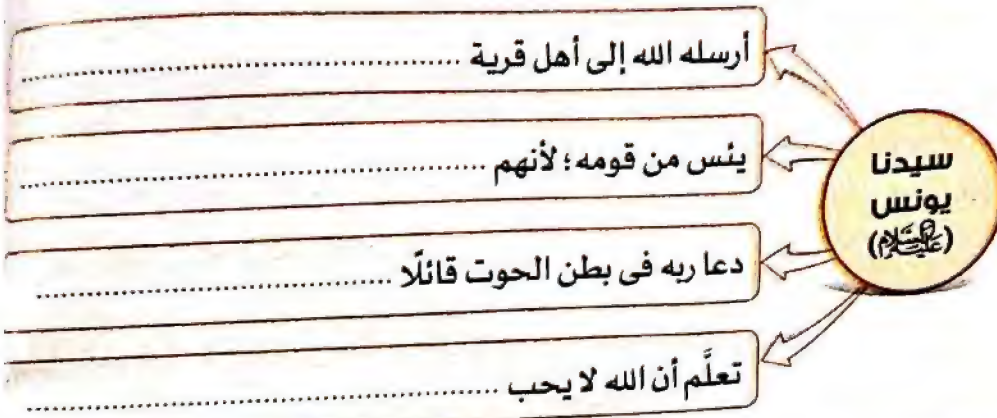 سيدنا
يونس
(عليه السلام)
أرسله الله إلى أهل قرية ........................................
يئس من قومه؛ لأنهم ........................................
دعا ربه فى بطن الحوت قائلًا ........................................
تعلَّم أن الله لا يحب ........................................